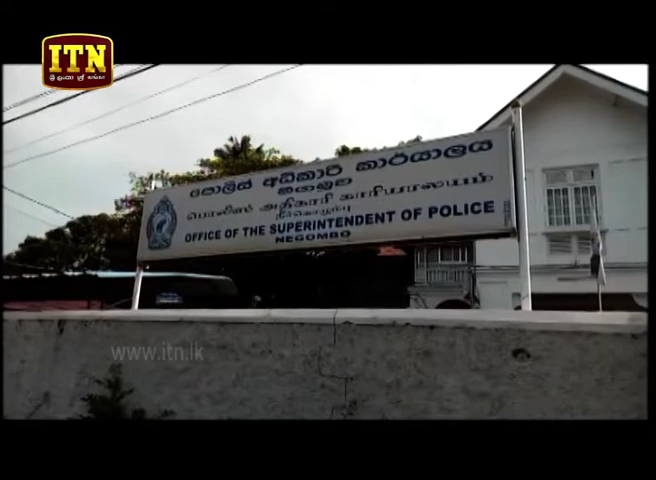 ITN
ශ්‍රී ලංකා
පොලිස් අධිකාරී කාර්යාලය
මීගමුව
பொலிஸ் அதிகாரி காரியாலயம்
நீர்கொழும்பு
OFFICE OF THE SUPERINTENDENT OF POLICE
NEGOMBO
www.itn.lk